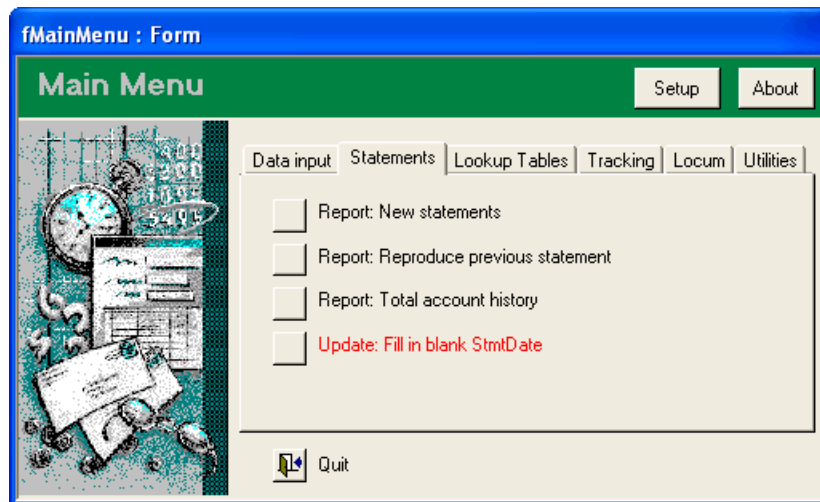 fMainMenu : Form
Main Menu
Setup
About
Data input
Statements
Lookup Tables
Tracking
Locum
Utilities
Report: New statements
Report: Reproduce previous statement
Report: Total account history
Update: Fill in blank StmtDate
Quit